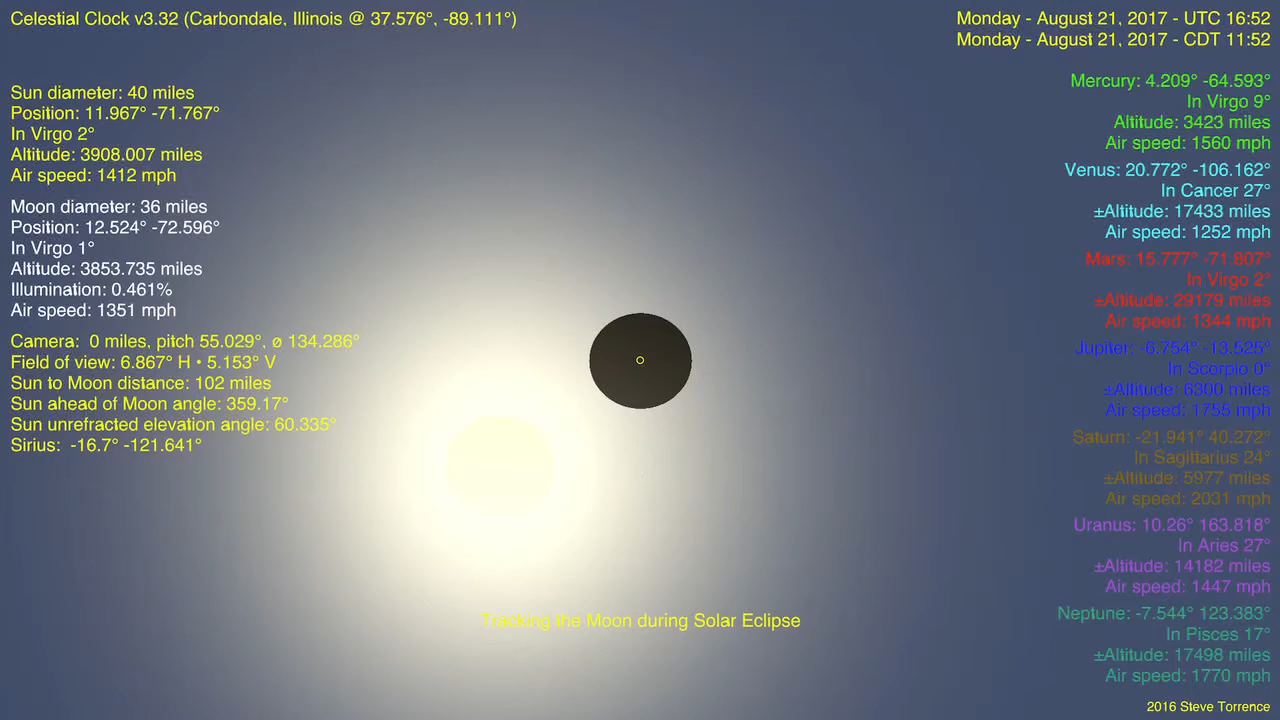 Celestial Clock v3.32 (Carbondale, Illinois @ 37.576°, -89.111°)
Monday - August 21, 2017 - UTC 16:52
Monday - August 21, 2017 - CDT 11:52
Sun diameter: 40 miles
Position: 11.967° -71.767°
In Virgo 2°
Altitude: 3908.007 miles
Air speed: 1412 mph
Moon diameter: 36 miles
Position: 12.524° -72.596°
In Virgo 1°
Altitude: 3853.735 miles
Illumination: 0.461%
Air speed: 1351 mph
Camera:  0 miles, pitch 55.029°, ø 134.286°
Field of view: 6.867° H • 5.153° V
Sun to Moon distance: 102 miles
Sun ahead of Moon angle: 359.17°
Sun unrefracted elevation angle: 60.335°
Sirius:  -16.7° -121.641°
Mercury: 4.209° -64.593°
In Virgo 9°
Altitude: 3423 miles
Air speed: 1560 mph
Venus: 20.772° -106.162°
In Cancer 27°
±Altitude: 17433 miles
Air speed: 1252 mph
Mars: 15.777° -71.807°
In Virgo 2°
±Altitude: 29179 miles
Air speed: 1344 mph
Jupiter: -6.754° -13.525°
In Scorpio 0°
±Altitude: 6300 miles
Air speed: 1755 mph
Saturn: -21.941° 40.272°
In Sagittarius 24°
±Altitude: 5977 miles
Air speed: 2031 mph
Uranus: 10.26° 163.818°
In Aries 27°
±Altitude: 14182 miles
Air speed: 1447 mph
Neptune: -7.544° 123.383°
In Pisces 17°
±Altitude: 17498 miles
Air speed: 1770 mph
Tracking the Moon during Solar Eclipse
2016 Steve Torrence